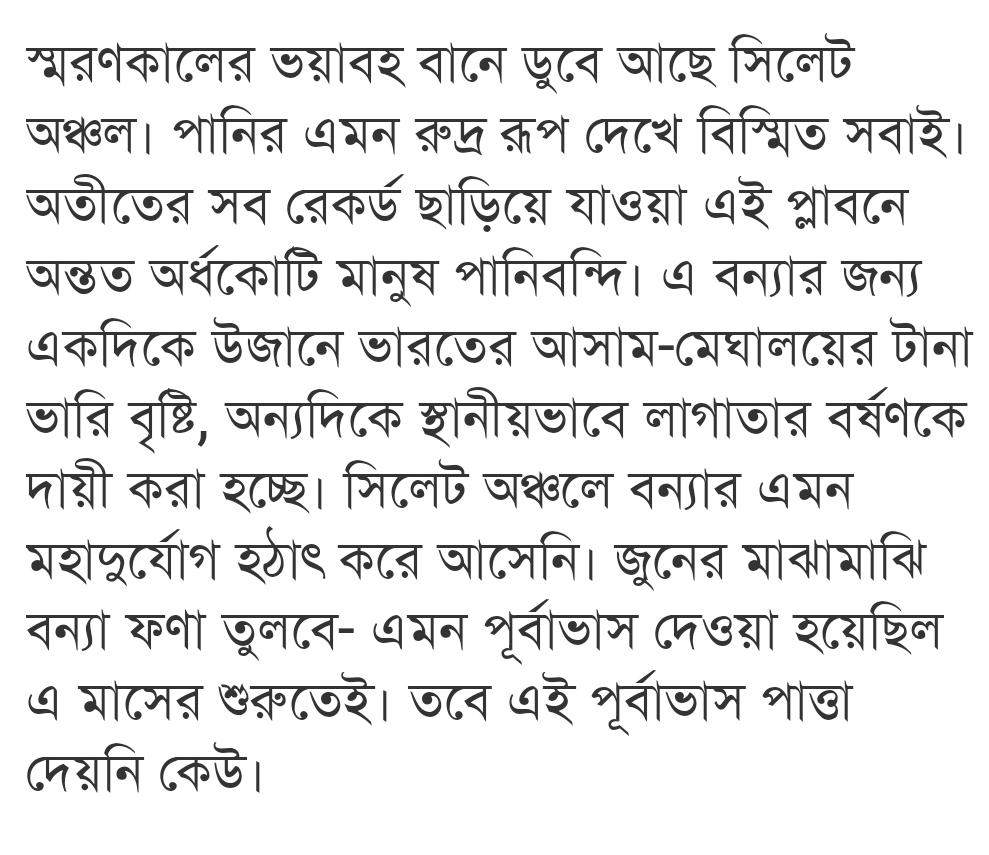 স্মরণকালের ভয়াবহ বানে ডুবে আছে সিলেট
অঞ্চল। পানির এমন রুদ্র রূপ দেখে বিস্মিত সবাই।
অতীতের সব রেকর্ড ছাড়িয়ে যাওয়া এই প্লাবনে
অন্তত অর্ধকোটি মানুষ পানিবন্দি। এ বন্যার জন্য
একদিকে উজানে ভারতের আসাম-মেঘালয়ের টানা
ভারি বৃষ্টি, অন্যদিকে স্থানীয়ভাবে লাগাতার বর্ষণকে
দায়ী করা হচ্ছে। সিলেট অঞ্চলে বন্যার এমন
মহাদুর্যোগ হঠাৎ করে আসেনি। জুনের মাঝামাঝি
বন্যা ফণা তুলবে- এমন পূর্বাভাস দেওয়া হয়েছিল
এ মাসের শুরুতেই। তবে এই পূর্বাভাস পাত্তা
দেয়নি কেউ।